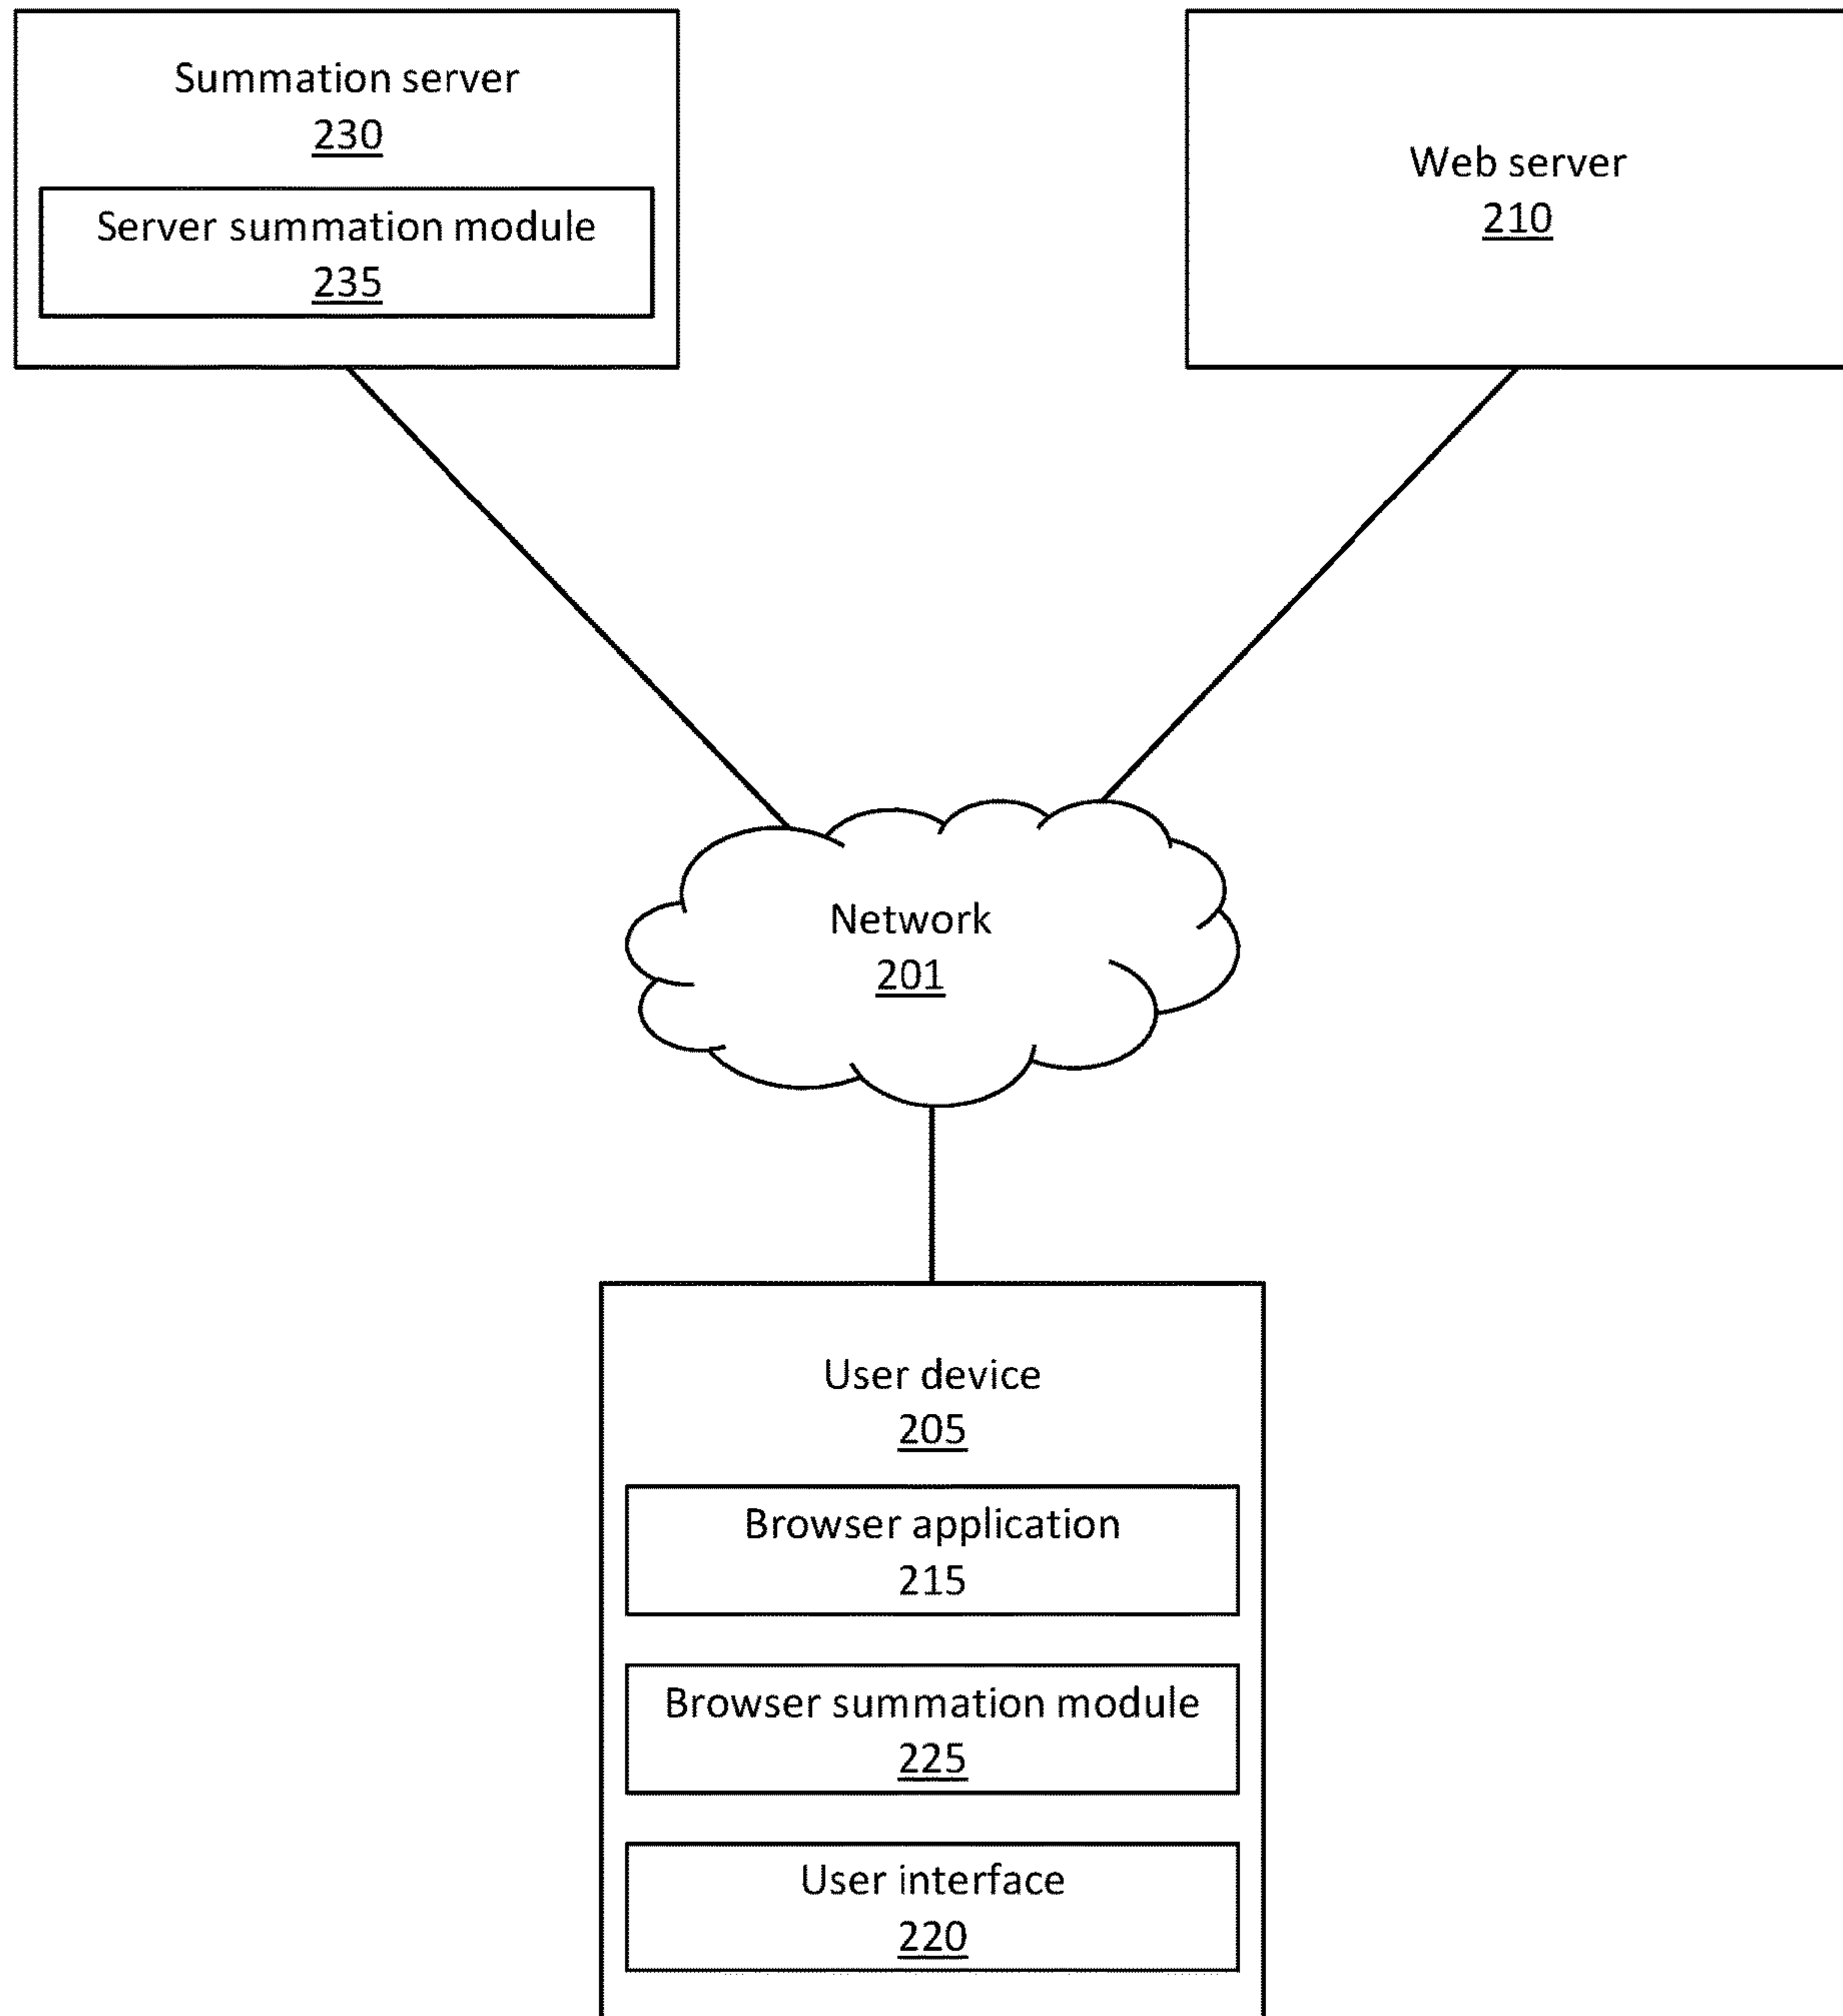 Summation server
230
Server summation module
235
Web server
210
Network
201
User device
205
Browser application
215
Browser summation module
225
User interface
220